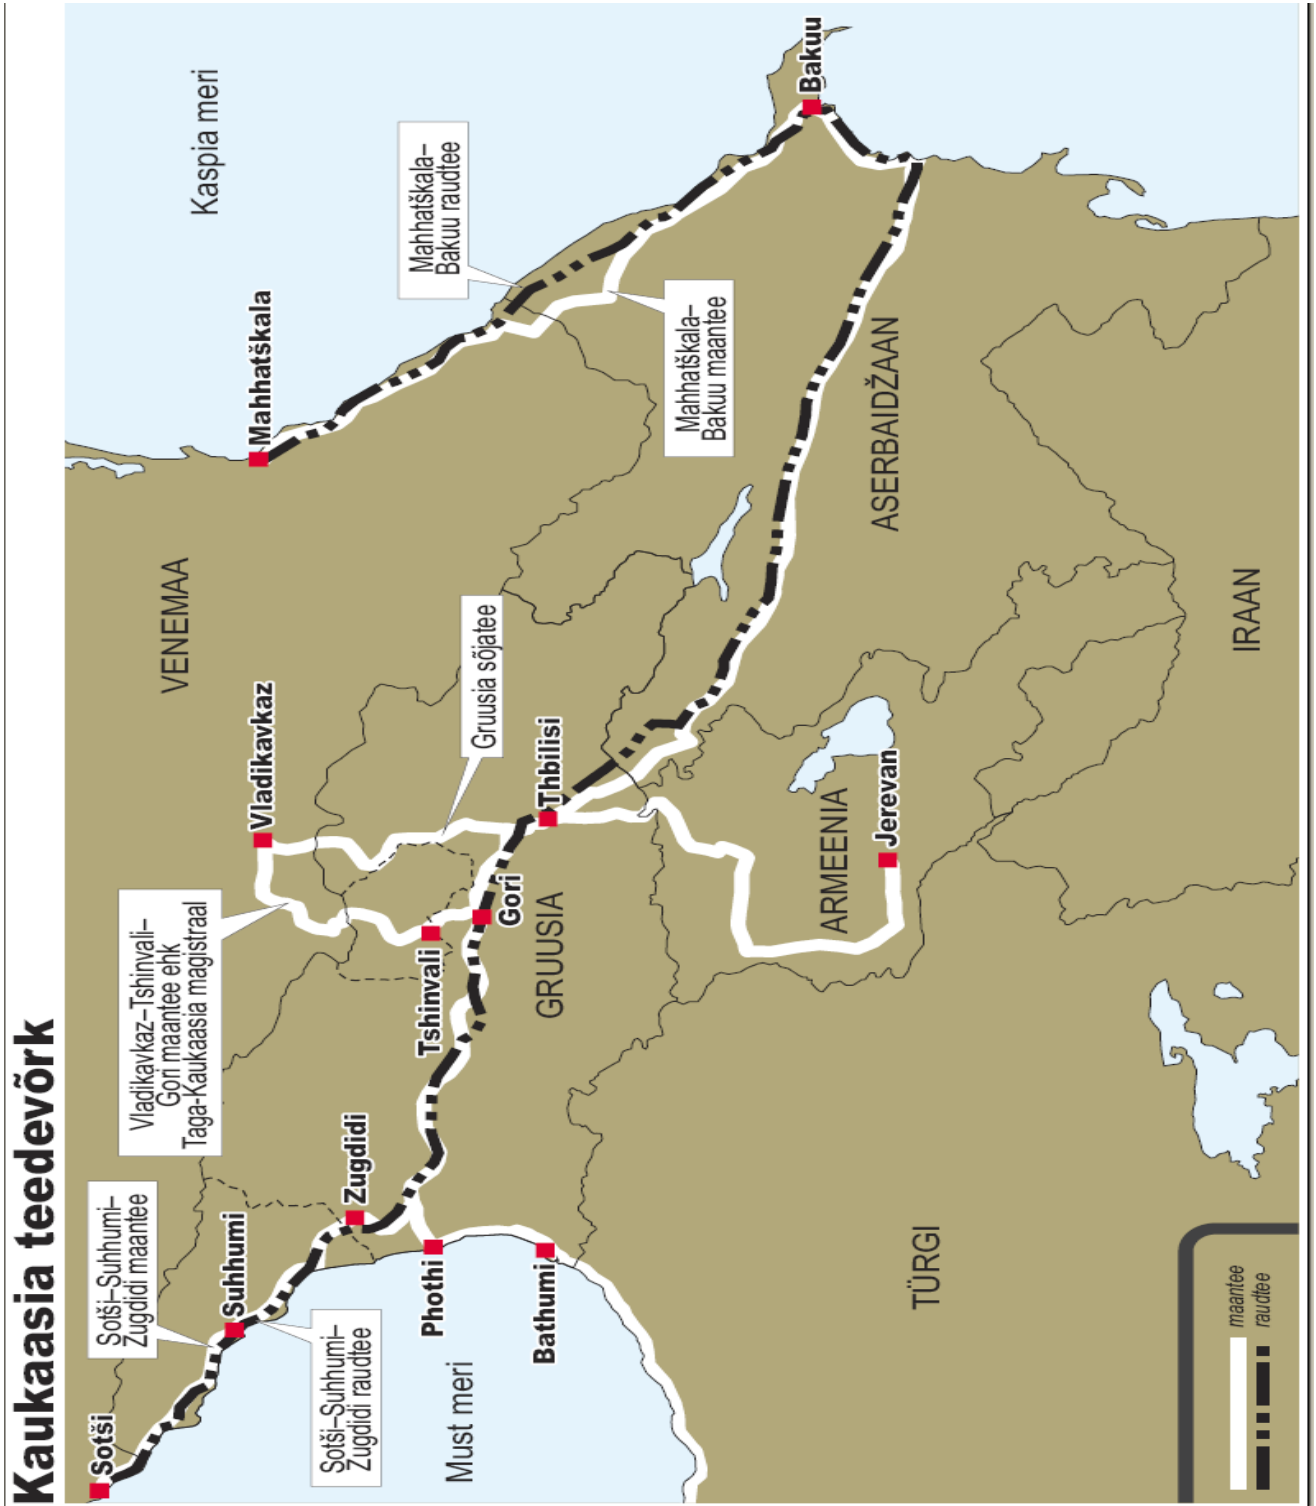 Kaukaasia teedevõrk
Sotši–Suhhumi–
Zugdidi maantee
Vladikavkaz–Tshinvali–
Gori maantee ehk
Taga-Kaukaasia magistraal
VENEMAA
Kaspia meri
Sotši
Suhhumi
Vladikavkaz
Mahhatškala
Sotši–Suhhumi–
Zugdidi raudtee
Zugdidi
Gruusia sõjatee
Mahhatškala–
Bakuu raudtee
Must meri
Phothi
Tshinvali
Gori
Bathumi
GRUUSIA
Thbilisi
Mahhatškala–
Bakuu maantee
Bakuu
ARMEENIA
Jerevan
ASERBAIDŽAAN
TÜRGI
IRAAN
maantee
raudtee